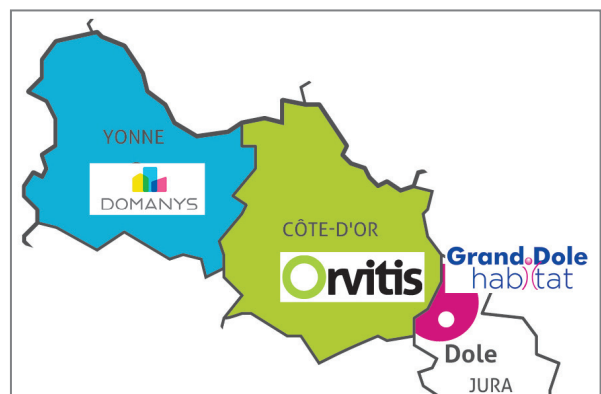 YONNE
DOMANYS
CÔTE-D'OR
Orvitis
Grand Dole
habitat
Dole
JURA